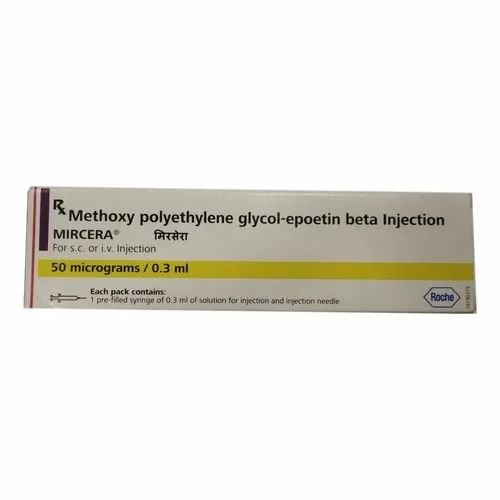 Rx Methoxy polyethylene glycol-epoetin beta Injection
MIRCERA® मिरसेरा
For s.c. or i.v. Injection
50 micrograms / 0.3 ml
Each pack contains:
1 pre-filled syringe of 0.3 ml of solution for injection and injection needle
Roche